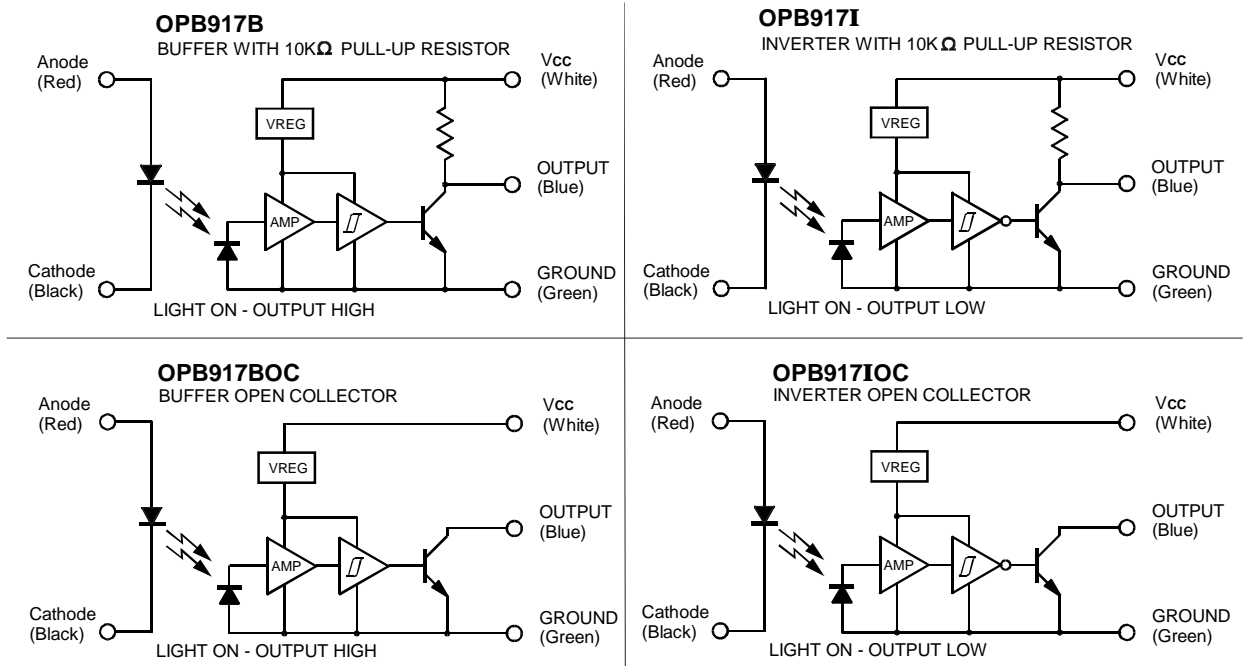 OPB917B
BUFFER WITH 10KΩ PULL-UP RESISTOR
Anode
(Red)
Vcc
(White)
VREG
OUTPUT
(Blue)
AMP
Cathode
(Black)
GROUND
(Green)
LIGHT ON - OUTPUT HIGH
OPB917I
INVERTER WITH 10KΩ PULL-UP RESISTOR
Anode
(Red)
Vcc
(White)
VREG
OUTPUT
(Blue)
AMP
Cathode
(Black)
GROUND
(Green)
LIGHT ON - OUTPUT LOW
OPB917BOC
BUFFER OPEN COLLECTOR
Anode
(Red)
Vcc
(White)
VREG
OUTPUT
(Blue)
AMP
Cathode
(Black)
GROUND
(Green)
LIGHT ON - OUTPUT HIGH
OPB917IOC
INVERTER OPEN COLLECTOR
Anode
(Red)
Vcc
(White)
VREG
OUTPUT
(Blue)
AMP
Cathode
(Black)
GROUND
(Green)
LIGHT ON - OUTPUT LOW